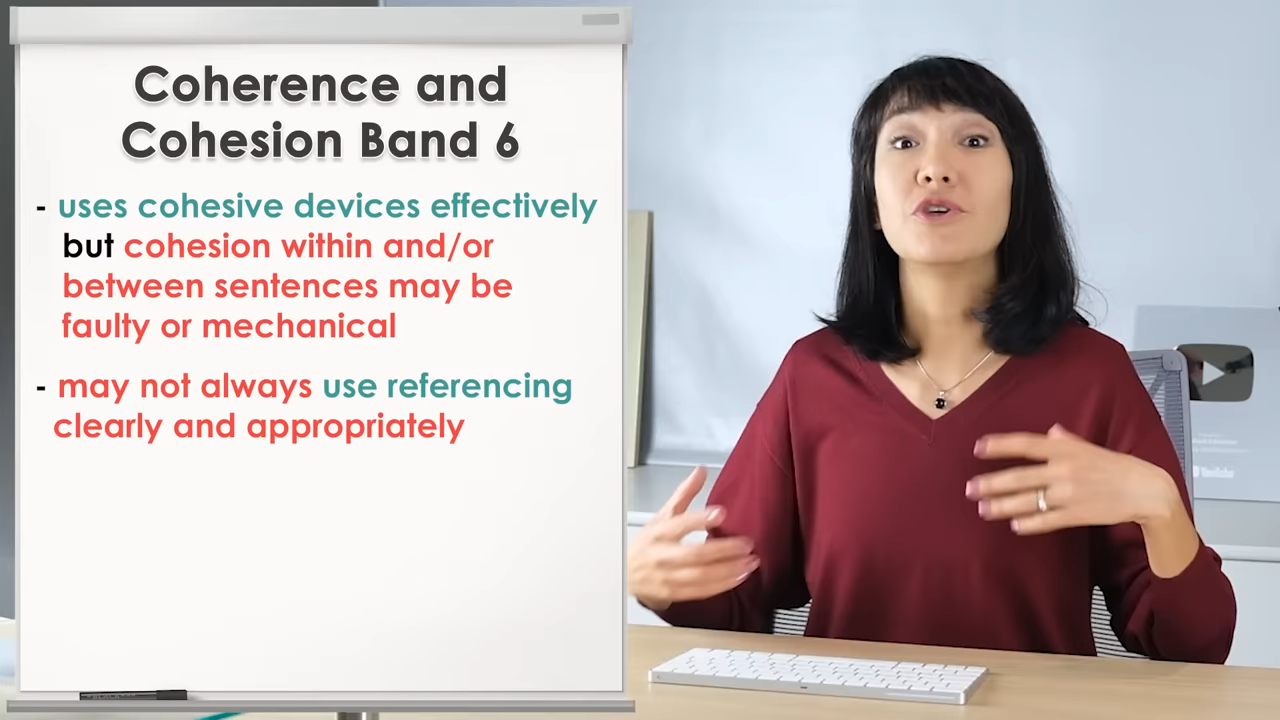 Coherence and
Cohesion Band 6
- uses cohesive devices effectively
but cohesion within and/or
between sentences may be
faulty or mechanical
- may not always use referencing
clearly and appropriately